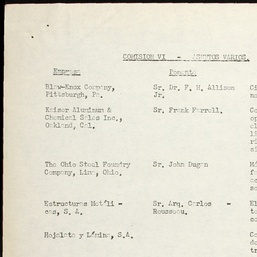 COMISION VI - ASUNTOS VARIOS.
Empresa: Ponente:
Blaw-Knox Company, Sr. Dr. F. H. Allison
Pittsburgh, Pa. Jr.
Kaiser Aluminum & Sr. Frank Farrell.
Chemical Sales Inc.,
Oakland, Cal.
The Ohio Steel Foundry Sr. John Dugan
Company, Lima, Ohio.
Estructuras Metáli- Sr. Arq. Carlos -
cas, S. A. Rousseau.
Hojalata y Lámina, S.A.